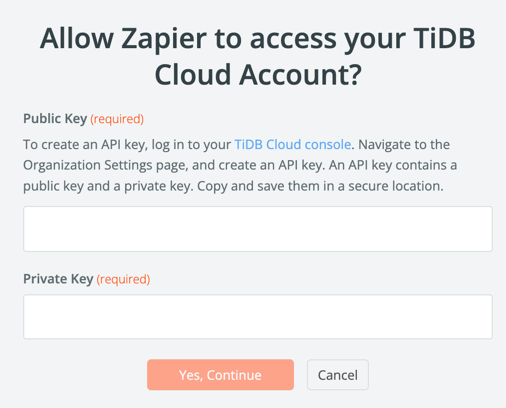 Allow Zapier to access your TiDB
Cloud Account?
Public Key (required)
To create an API key, log in to your TiDB Cloud console. Navigate to the
Organization Settings page, and create an API key. An API key contains a
public key and a private key. Copy and save them in a secure location.
Private Key (required)
Yes, Continue
Cancel